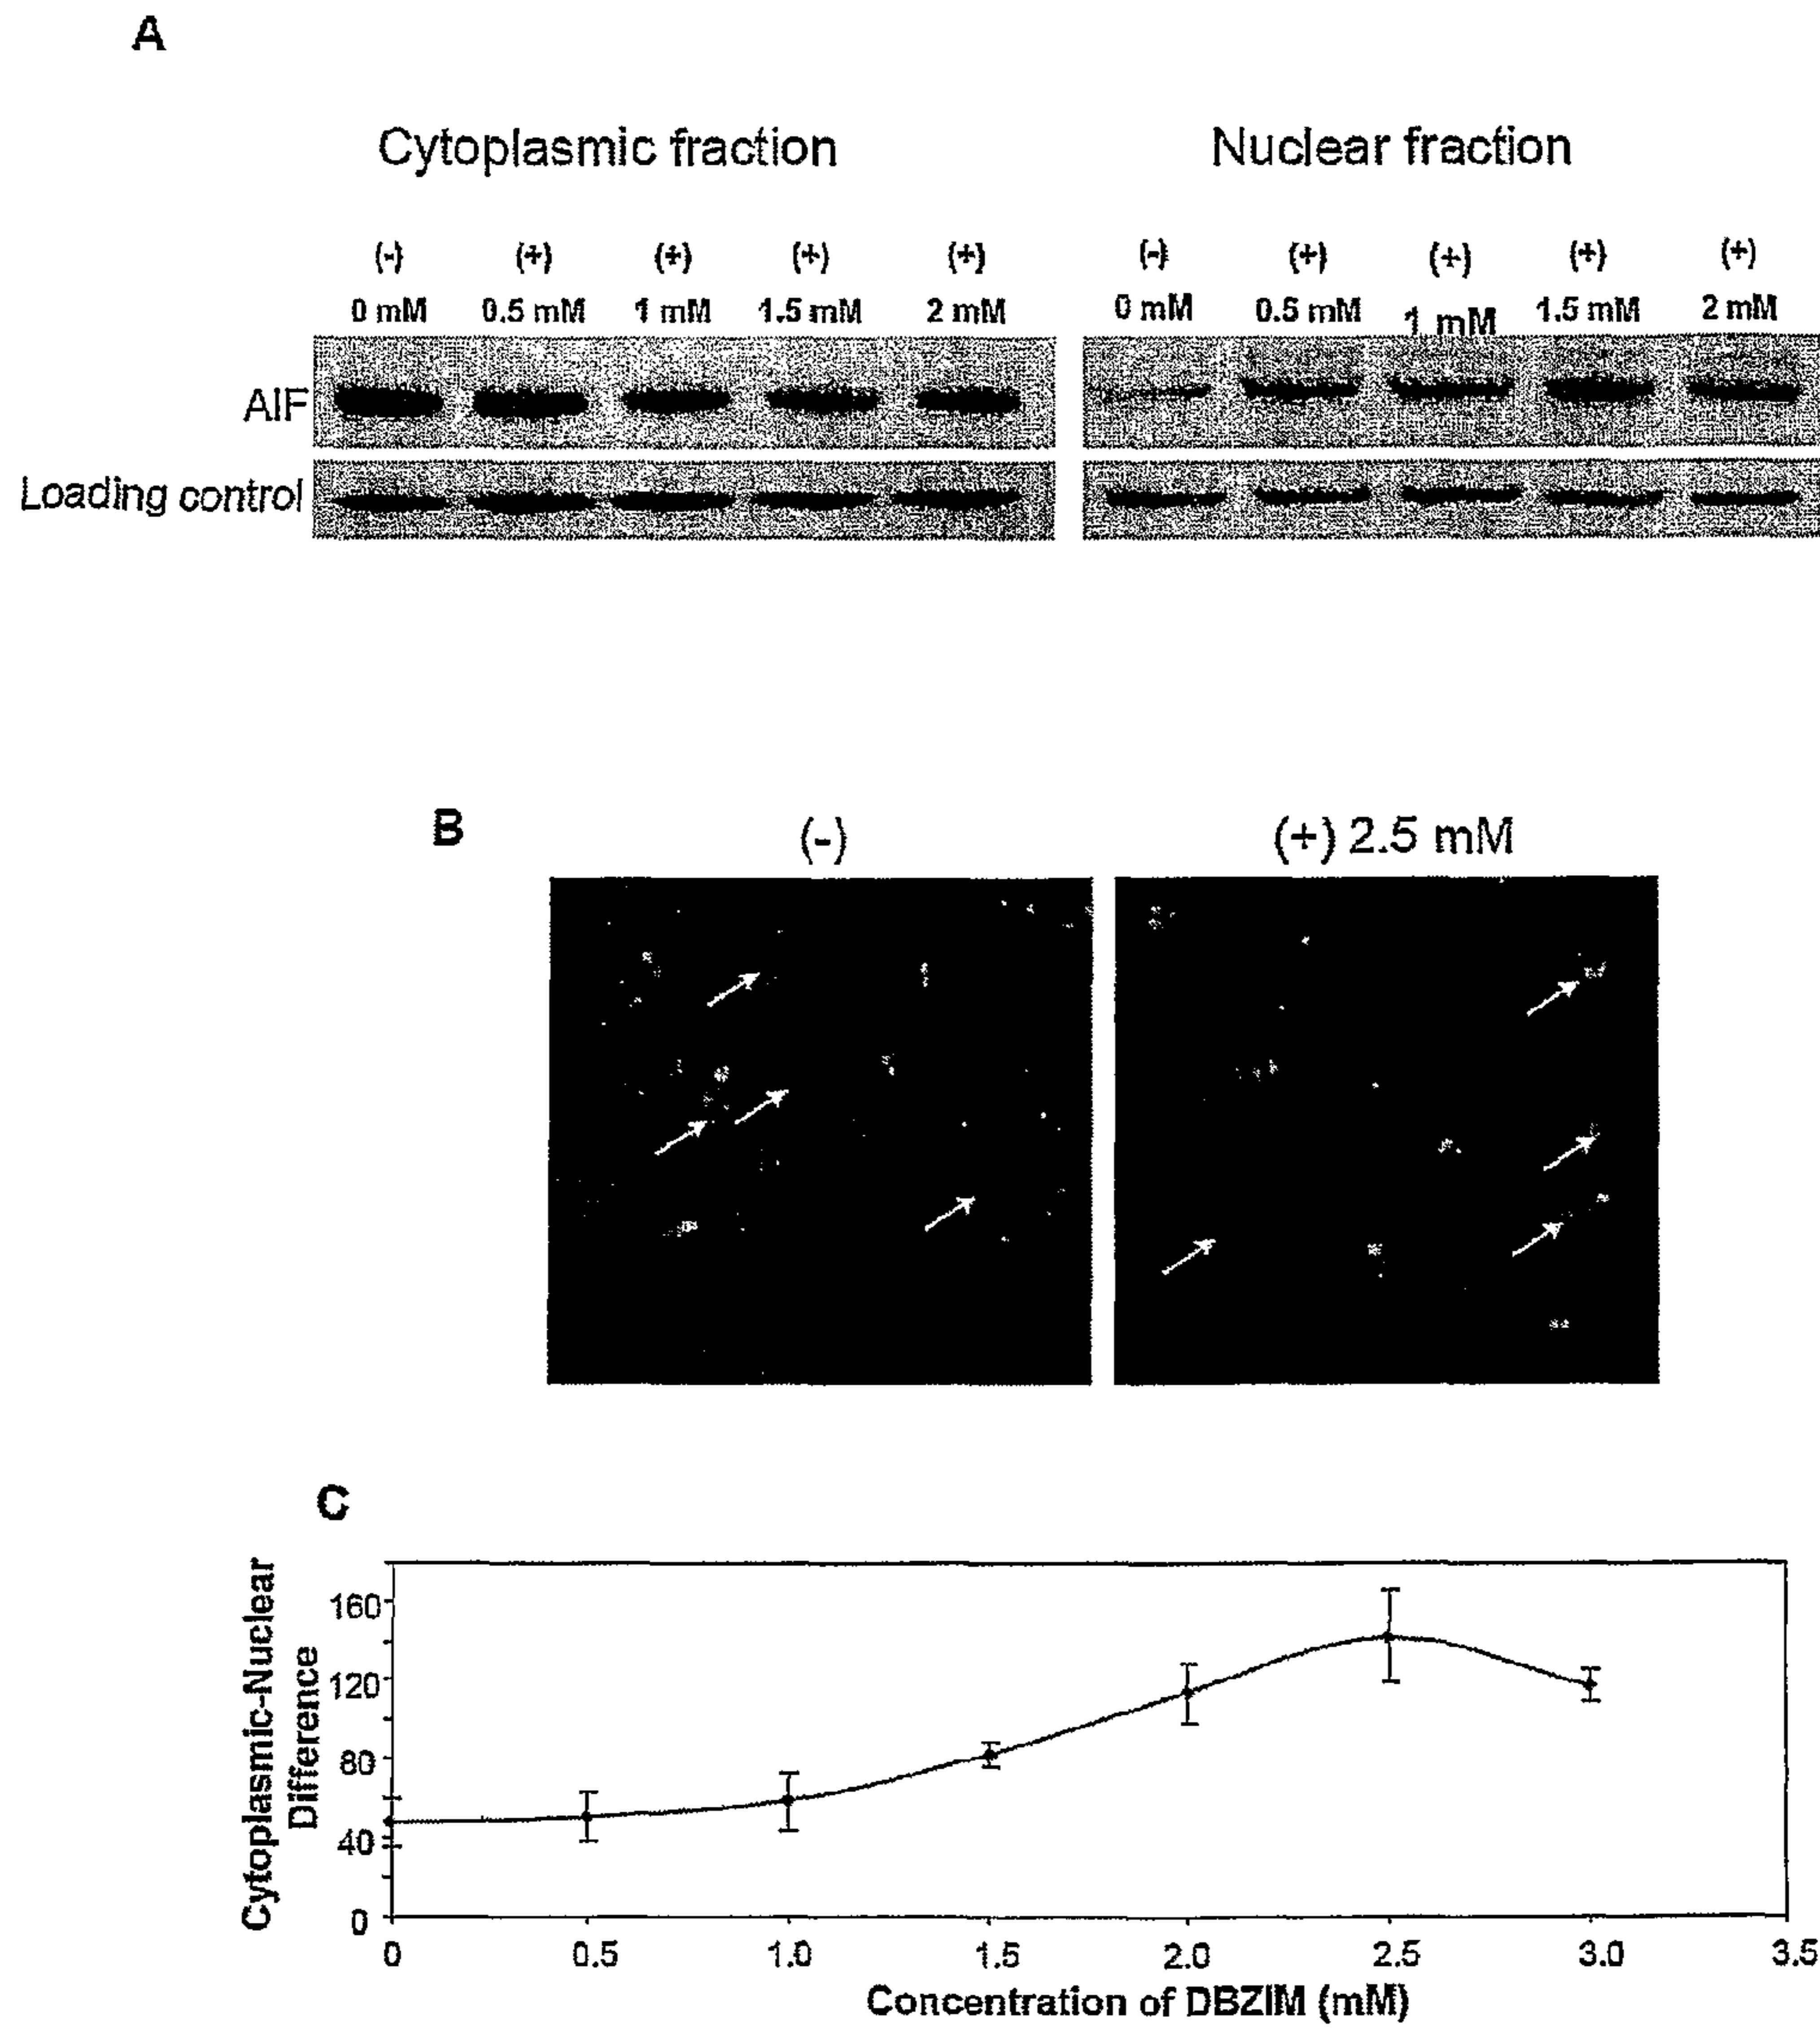 A
Cytoplasmic fraction
Nuclear fraction
(-) (+) (+) (+) (+)
0 mM 0.5 mM 1 mM 1.5 mM 2 mM
(-) (+) (+) (+) (+)
0 mM 0.5 mM 1 mM 1.5 mM 2 mM
AIF
Loading control
B
(-)
(+) 2.5 mM
C
Cytoplasmic-Nuclear
Difference
160
120
80
40
0
0 0.5 1.0 1.5 2.0 2.5 3.0 3.5
Concentration of DBZIM (mM)